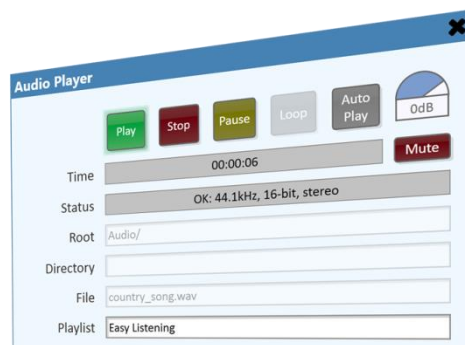 Audio Player
Play Stop Pause Loop Auto Play 0dB
Time 00:00:06 Mute
Status OK: 44.1kHz, 16-bit, stereo
Root Audio/
Directory
File country_song.wav
Playlist Easy Listening